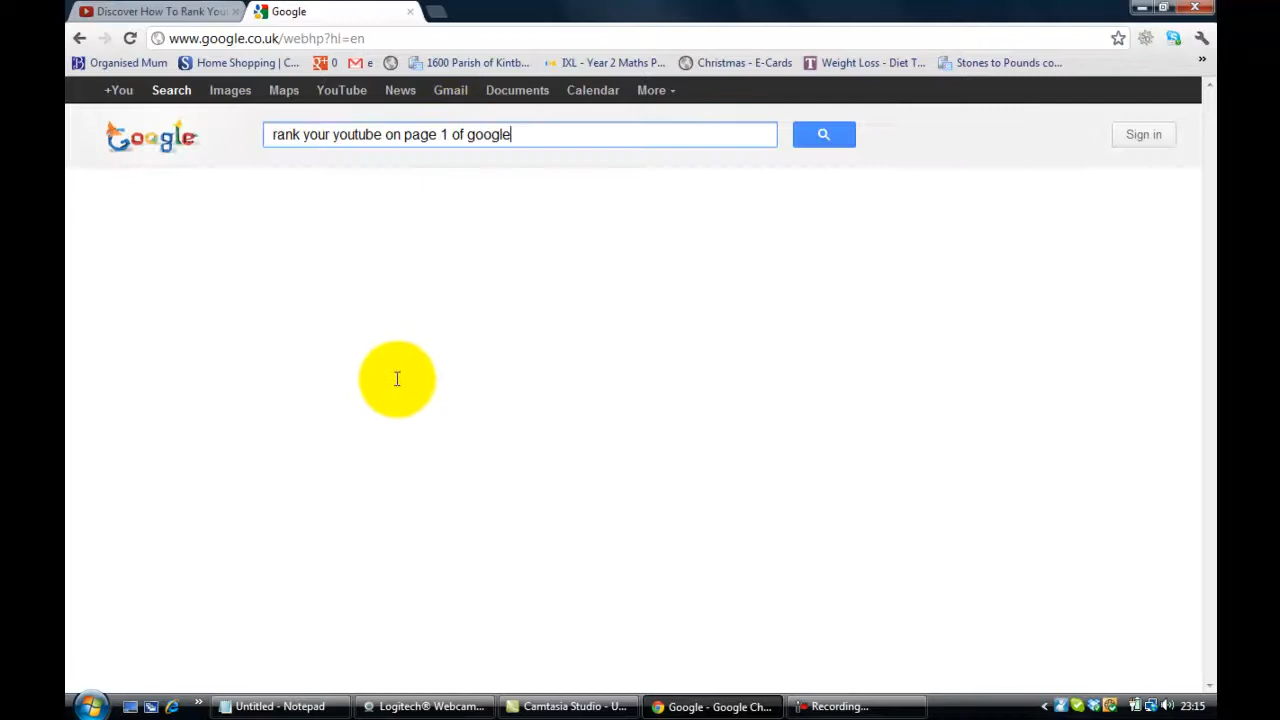 Discover How To Rank You
Google
www.google.co.uk/webhp?hl=en
Organised Mum
Home Shopping | C...
0
e
1600 Parish of Kintb...
IXL - Year 2 Maths P...
Christmas - E-Cards
Weight Loss - Diet T...
Stones to Pounds co...
+You
Search
Images
Maps
YouTube
News
Gmail
Documents
Calendar
More
Google
rank your youtube on page 1 of google
Sign in
Untitled - Notepad
Logitech® Webcam...
Camtasia Studio - U...
Google - Google Ch...
Recording...
23:15